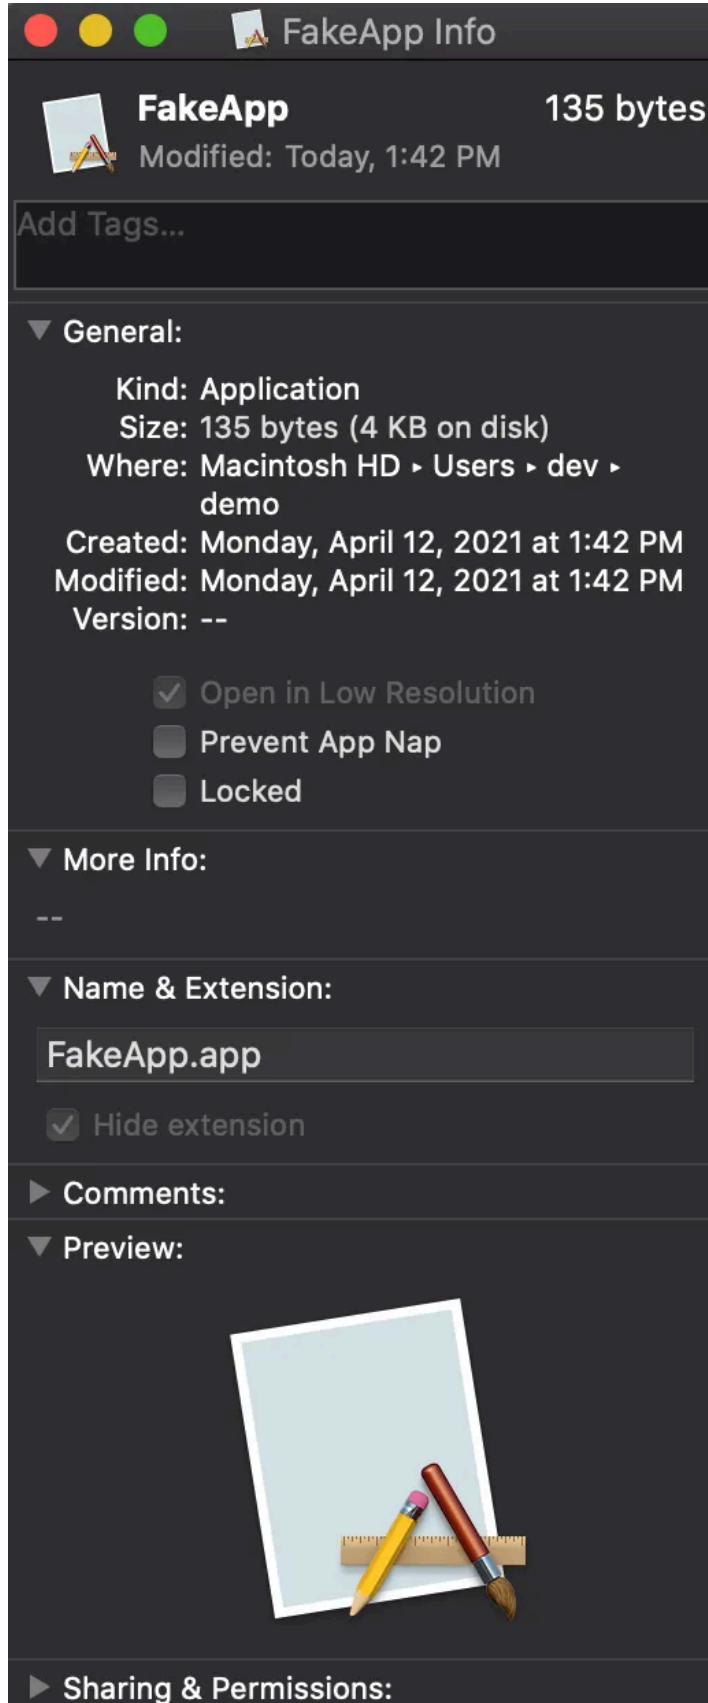 FakeApp Info
FakeApp 135 bytes
Modified: Today, 1:42 PM
Add Tags...
General:
Kind: Application
Size: 135 bytes (4 KB on disk)
Where: Macintosh HD ▸ Users ▸ dev ▸
demo
Created: Monday, April 12, 2021 at 1:42 PM
Modified: Monday, April 12, 2021 at 1:42 PM
Version: --
Open in Low Resolution
Prevent App Nap
Locked
More Info:
--
Name & Extension:
FakeApp.app
Hide extension
Comments:
Preview:
Sharing & Permissions: